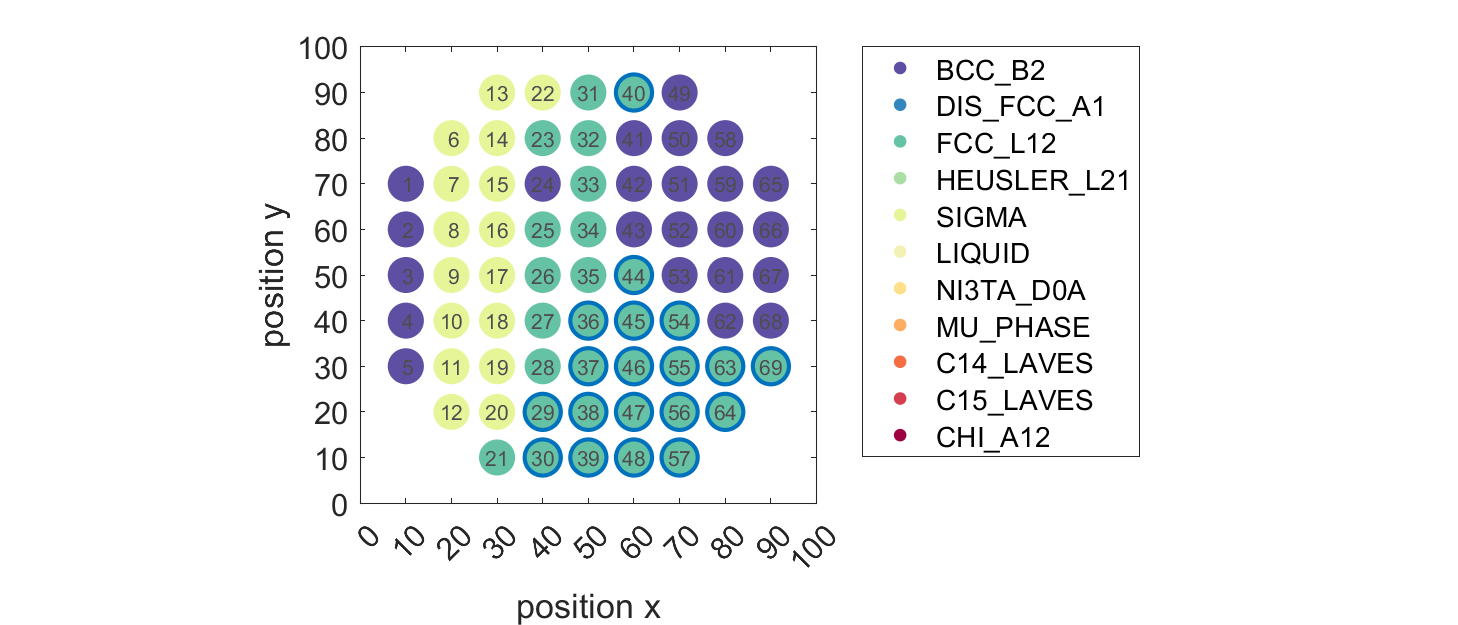 100
90
80
70
60
50
40
30
20
10
0
position y
13 22 31 40 49
6 14 23 32 41 50 58
1 7 15 24 33 42 51 59 65
2 8 16 25 34 43 52 60 66
3 9 17 26 35 44 53 61 67
4 10 18 27 36 45 54 62 68
5 11 19 28 37 46 55 63 69
12 20 29 38 47 56 64
21 30 39 48 57
0 10 20 30 40 50 60 70 80 90 100
position x
BCC_B2
DIS_FCC_A1
FCC_L12
HEUSLER_L21
SIGMA
LIQUID
NI3TA_D0A
MU_PHASE
C14_LAVES
C15_LAVES
CHI_A12